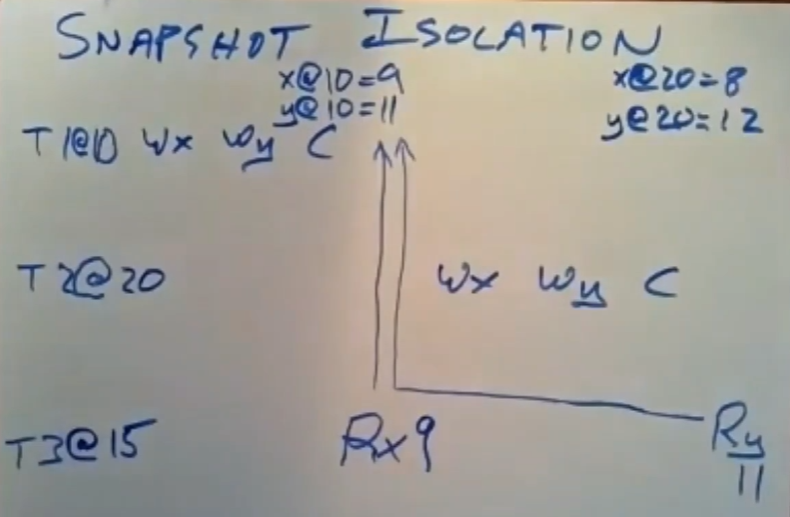 SNAPSHOT ISOLATION
x@10=9 x@20=8
y@10=11 y@20=12
T1@10 Wx Wy C
T2@20 Wx Wy C
T3@15 Rx9 Ry
11